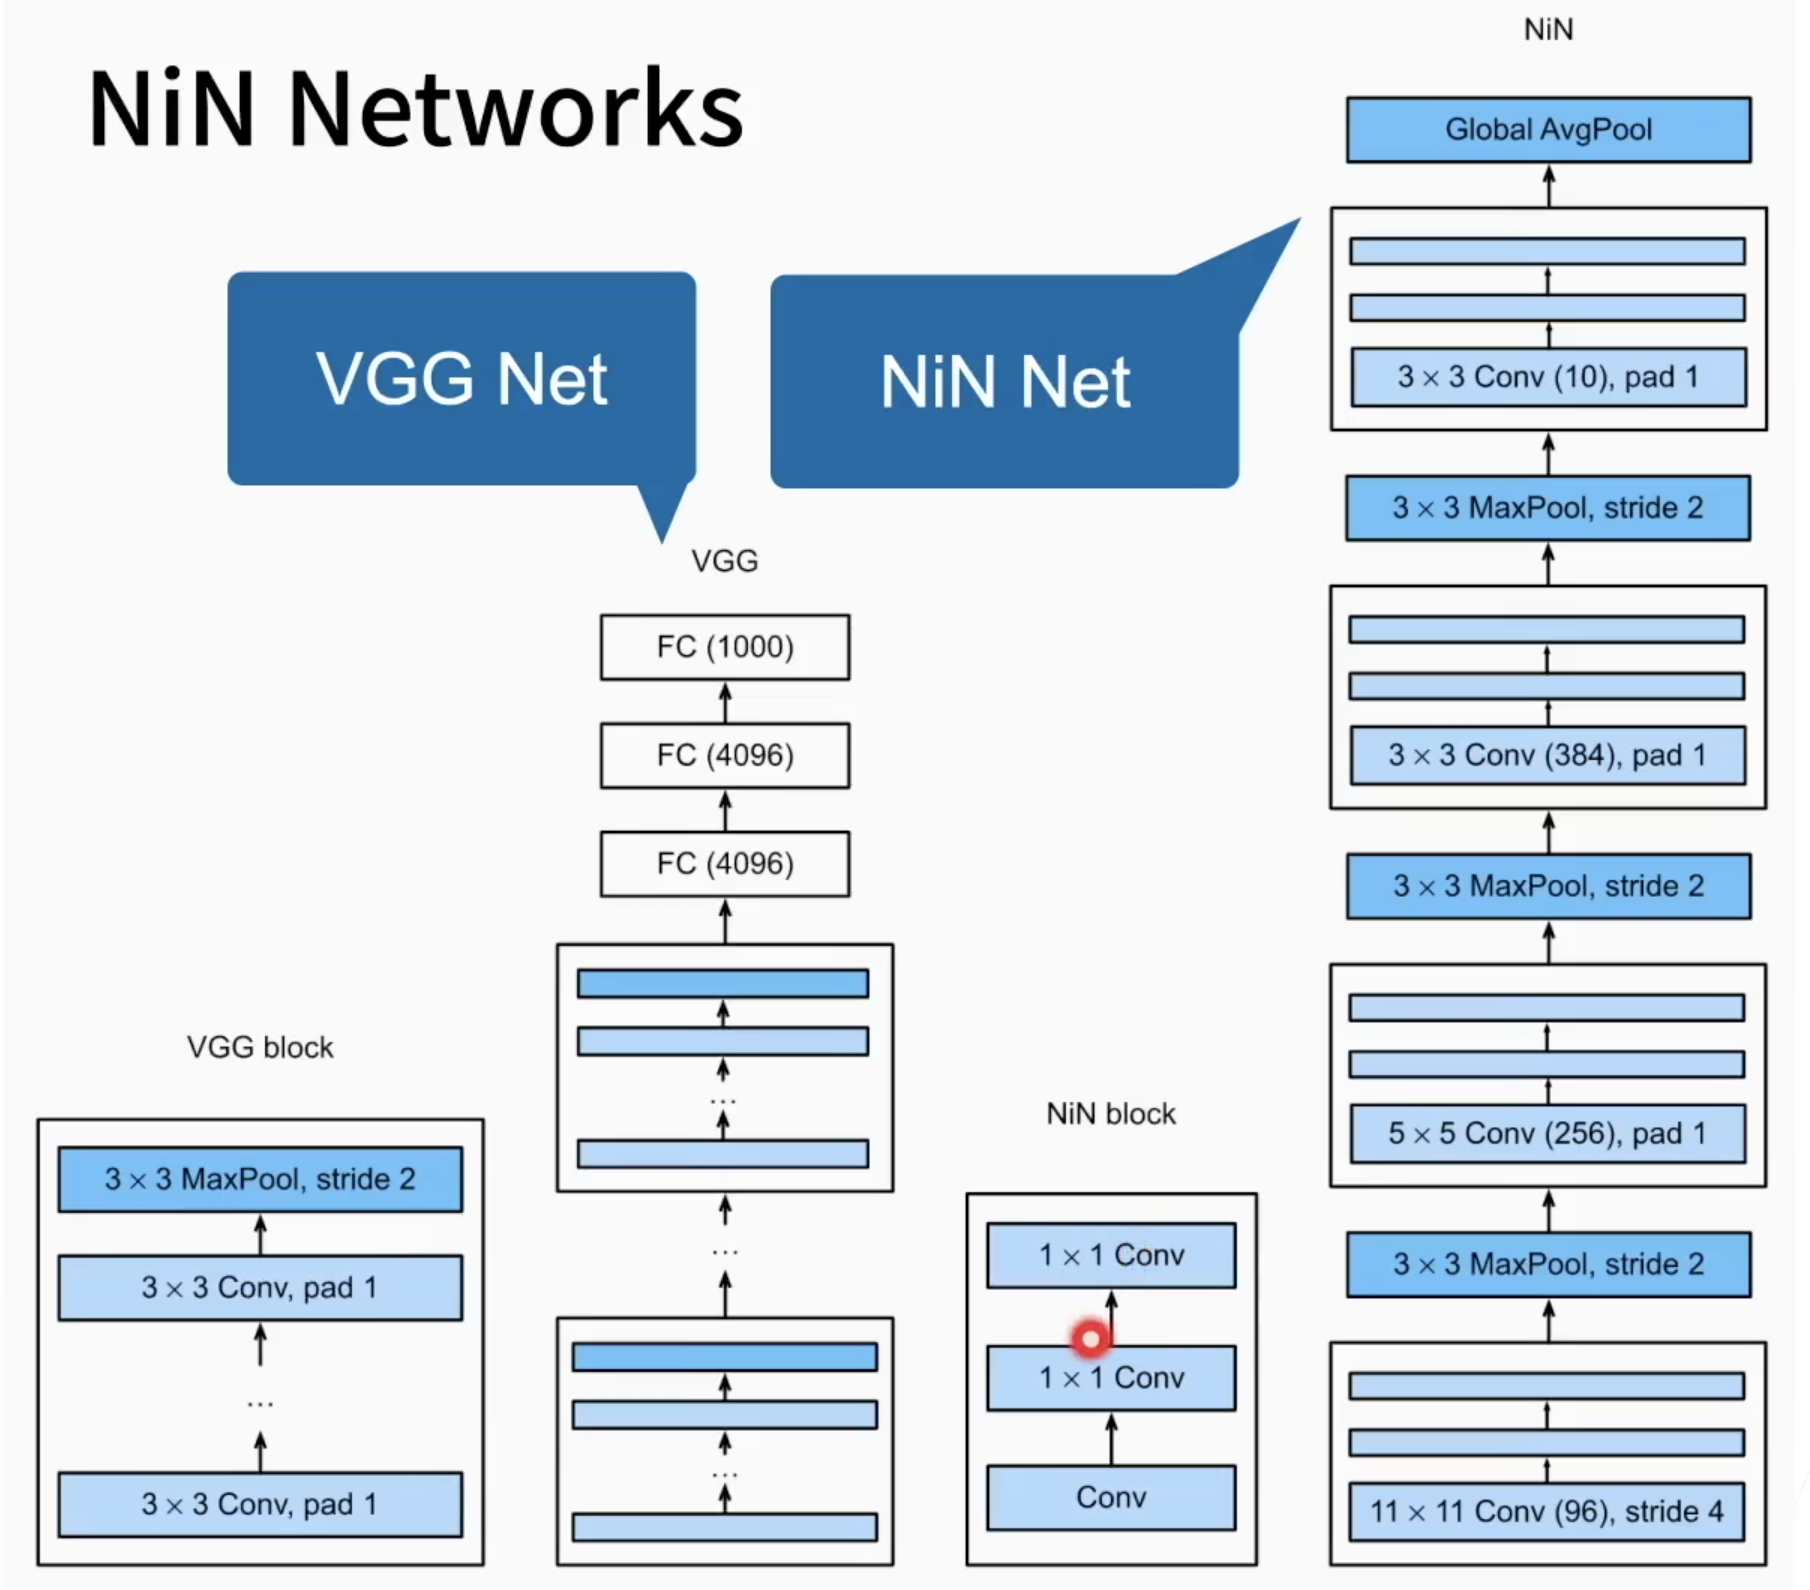 NiN Networks
VGG Net
NiN Net
VGG block
3 × 3 MaxPool, stride 2
3 × 3 Conv, pad 1
...
3 × 3 Conv, pad 1
VGG
FC (1000)
FC (4096)
FC (4096)
...
...
...
NiN block
1 × 1 Conv
1 × 1 Conv
Conv
NiN
Global AvgPool
3 × 3 Conv (10), pad 1
3 × 3 MaxPool, stride 2
3 × 3 Conv (384), pad 1
3 × 3 MaxPool, stride 2
5 × 5 Conv (256), pad 1
3 × 3 MaxPool, stride 2
11 × 11 Conv (96), stride 4